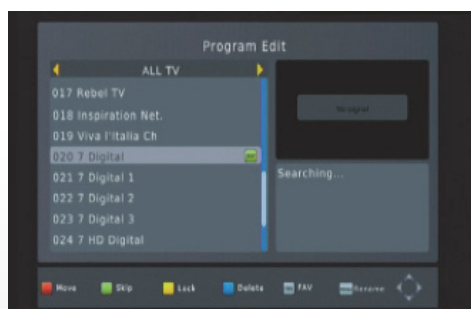 Program Edit
ALL TV
017 Rebel TV
018 Inspiration Net.
019 Viva l'Italia Ch
020 7 Digital
021 7 Digital 1
022 7 Digital 2
023 7 Digital 3
024 7 HD Digital
No signal
Searching...
Move
Skip
Lock
Delete
FAV
Rename